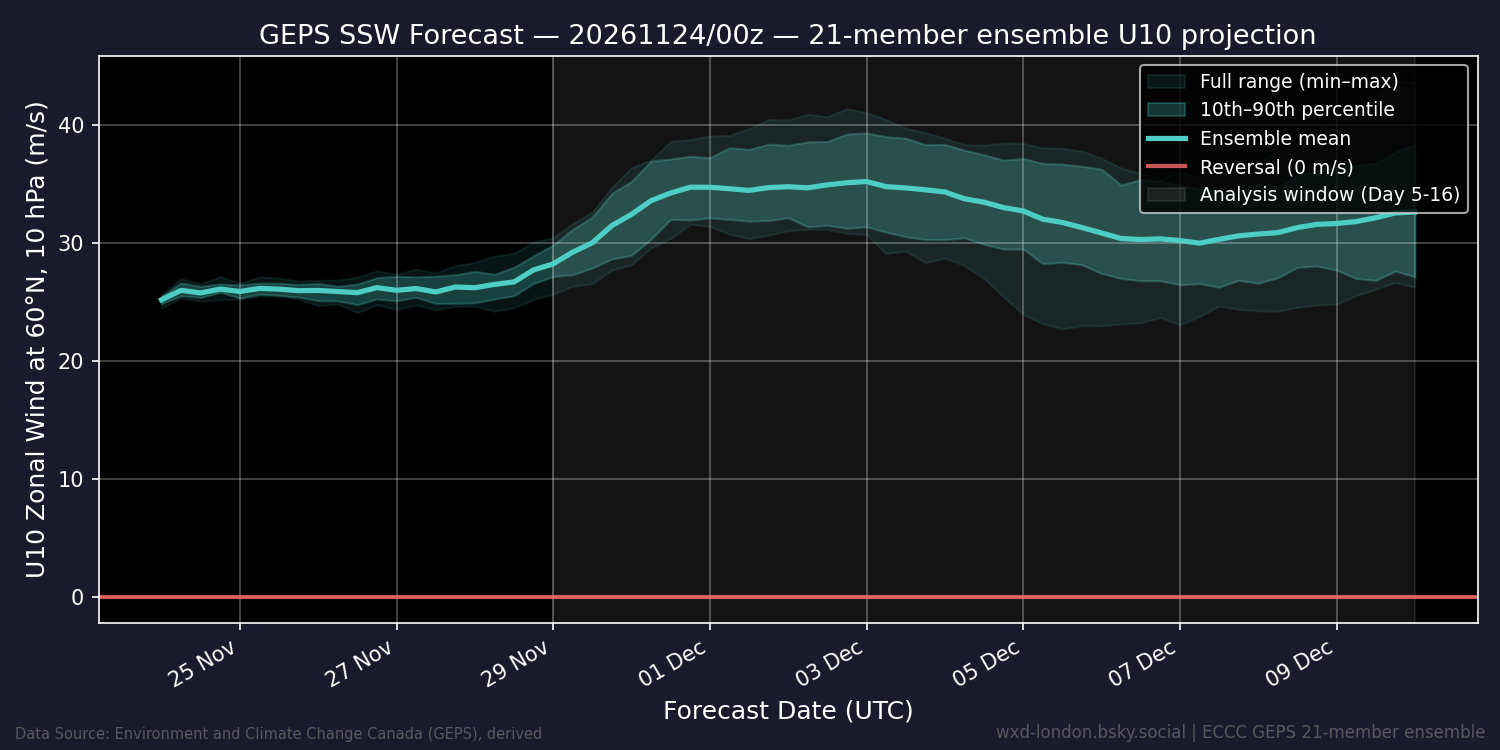 GEPS SSW Forecast — 20261124/00z — 21-member ensemble U10 projection
Full range (min–max)
10th–90th percentile
Ensemble mean
Reversal (0 m/s)
Analysis window (Day 5-16)
U10 Zonal Wind at 60°N, 10 hPa (m/s)
40
30
20
10
0
25 Nov
27 Nov
29 Nov
01 Dec
03 Dec
05 Dec
07 Dec
09 Dec
Forecast Date (UTC)
Data Source: Environment and Climate Change Canada (GEPS), derived
wxd-london.bsky.social | ECCC GEPS 21-member ensemble